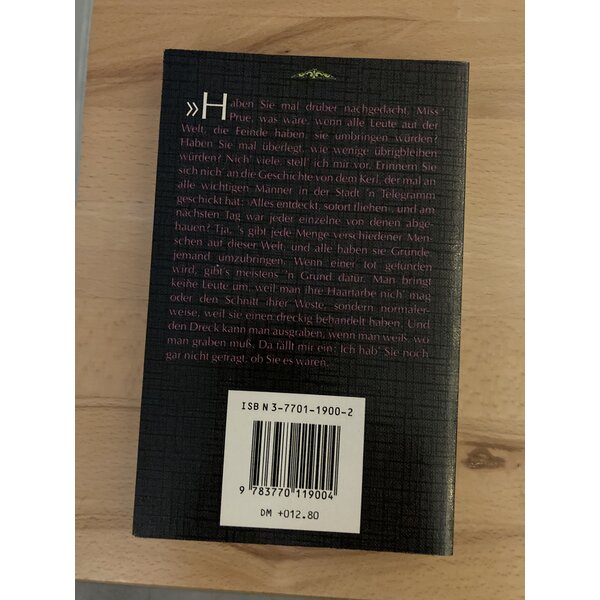 »Haben Sie mal drüber nachgedacht, Miss
Prue, was wäre, wenn alle Leute auf der
Welt, die Feinde haben, sie umbringen würden?
Haben Sie mal überlegt, wie wenige übrigbleiben
würden? Nich' viele, stell' ich mir vor. Erinnern Sie
sich nich' an die Geschichte von dem Kerl, der mal an
alle wichtigen Männer in der Stadt 'n Telegramm
geschickt hat: ›Alles entdeckt, sofort fliehen‹, und am
nächsten Tag war jeder einzelne von denen abge-
hauen? Tja, 's gibt jede Menge verschiedener Men-
schen auf dieser Welt, und alle haben sie Gründe,
jemand umzubringen. Wenn einer tot gefunden
wird, gibt's meistens 'n Grund dafür. Man bringt
keine Leute um, weil man ihre Haarfarbe nich' mag
oder den Schnitt ihrer Weste, sondern normaler-
weise, weil sie einen dreckig behandelt haben. Und
den Dreck kann man ausgraben, wenn man weiß, wo
man graben muß. Da fällt mir ein: Ich hab' Sie noch
gar nicht gefragt, ob Sie es waren.
ISBN 3-7701-1900-2
9 783770 119004
DM +012.80